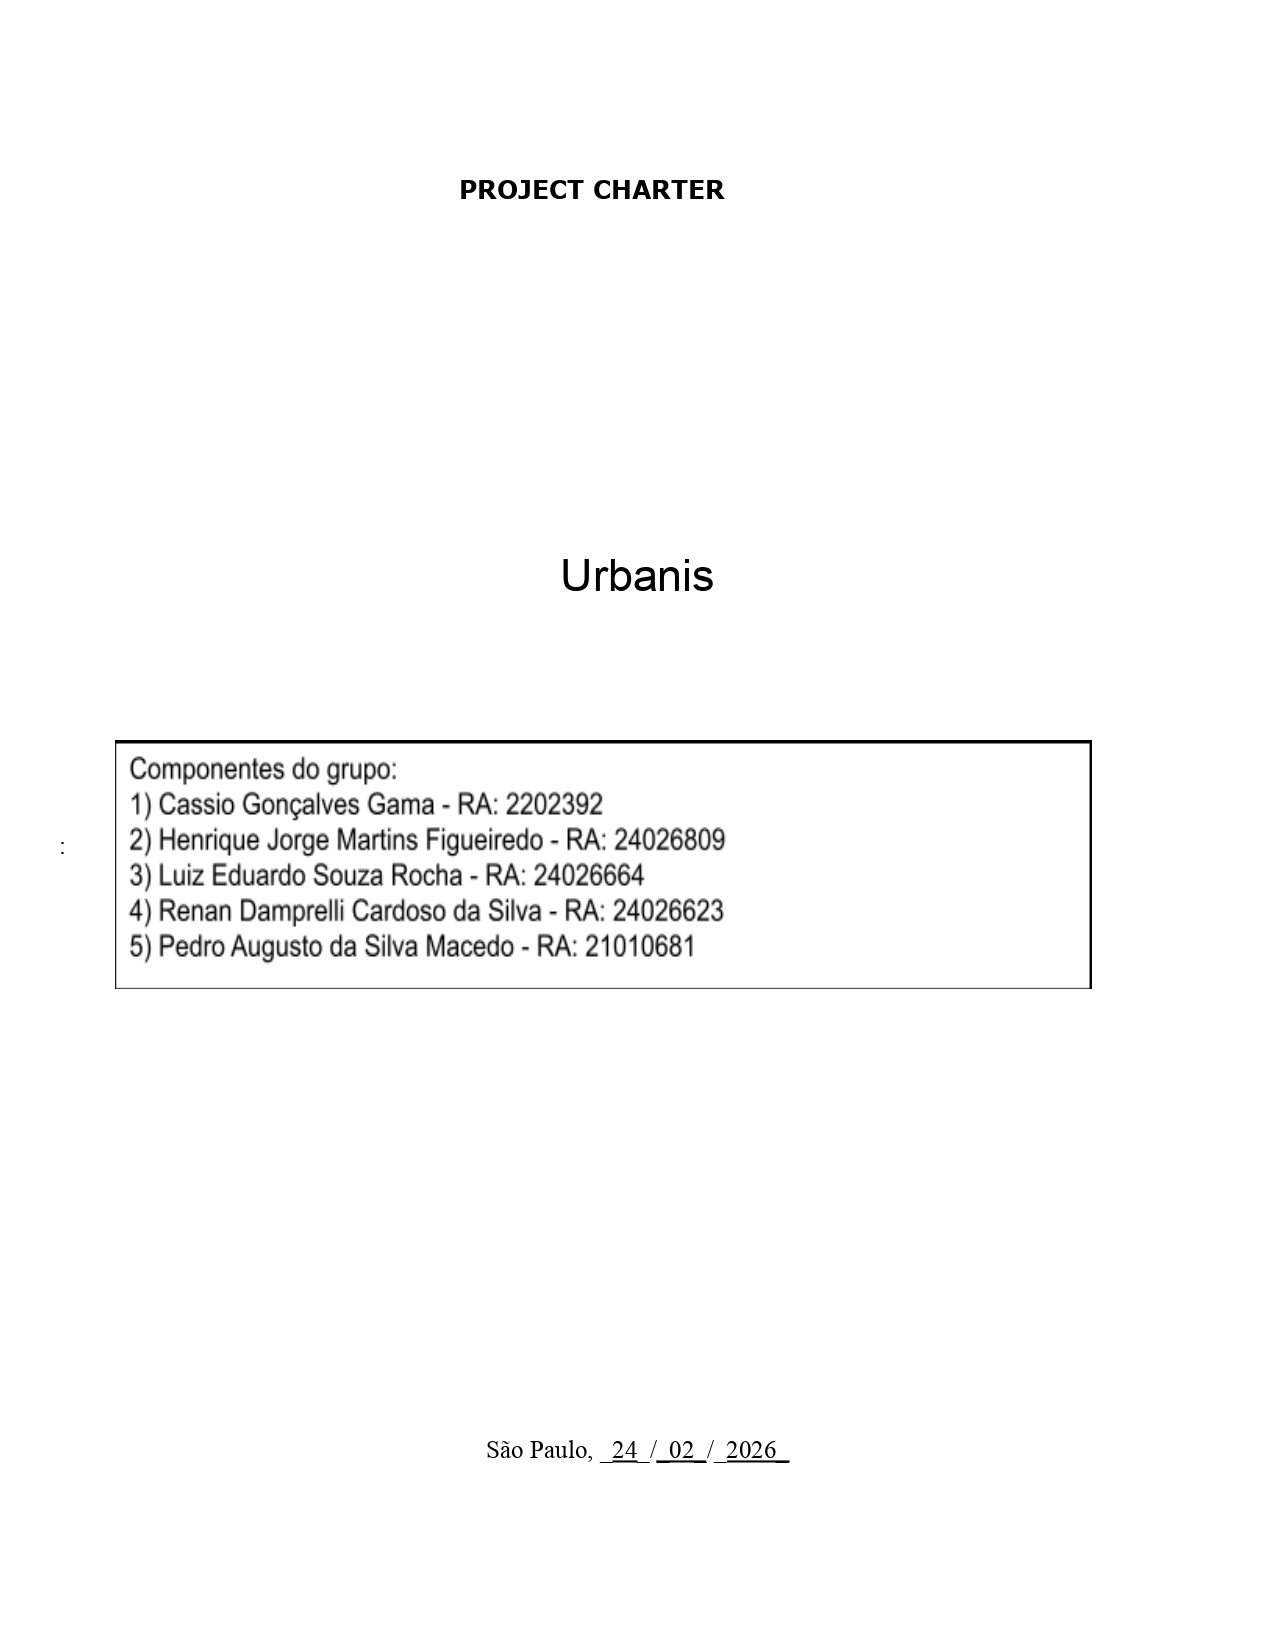 PROJECT CHARTER
Urbanis
Componentes do grupo:
1) Cassio Gonçalves Gama - RA: 2202392
:
2) Henrique Jorge Martins Figueiredo - RA: 24026809
3) Luiz Eduardo Souza Rocha - RA: 24026664
4) Renan Damprelli Cardoso da Silva - RA: 24026623
5) Pedro Augusto da Silva Macedo - RA: 21010681
São Paulo, _24_/_02_/_2026_